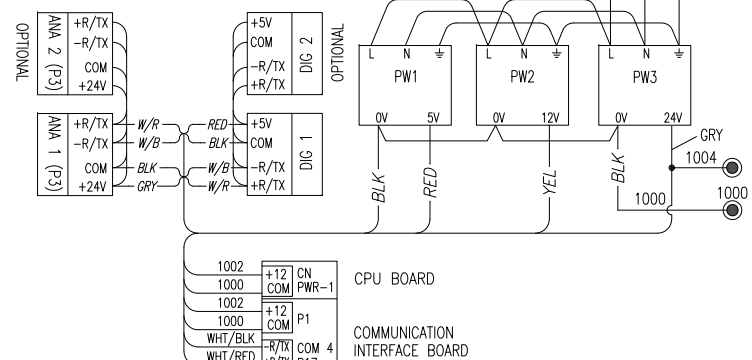 OPTIONAL
ANA 2 (P3)
+R/TX
−R/TX
COM
+24V
+5V
COM
−R/TX
+R/TX
DIG 2
OPTIONAL
ANA 1 (P3)
+R/TX
−R/TX
COM
+24V
W/R
W/B
BLK
GRY
RED
BLK
W/B
W/R
+5V
COM
−R/TX
+R/TX
DIG 1
L N
PW1
0V 5V
L N
PW2
0V 12V
L N
PW3
0V 24V
BLK
RED
YEL
BLK
GRY
1004
1000
1000
1002
1000
+12
COM
CN
PWR−1
CPU BOARD
1002
1000
+12
COM
P1
WHT/BLK
WHT/RED
−R/TX
+R/TX
COM 4
P17
COMMUNICATION
INTERFACE BOARD